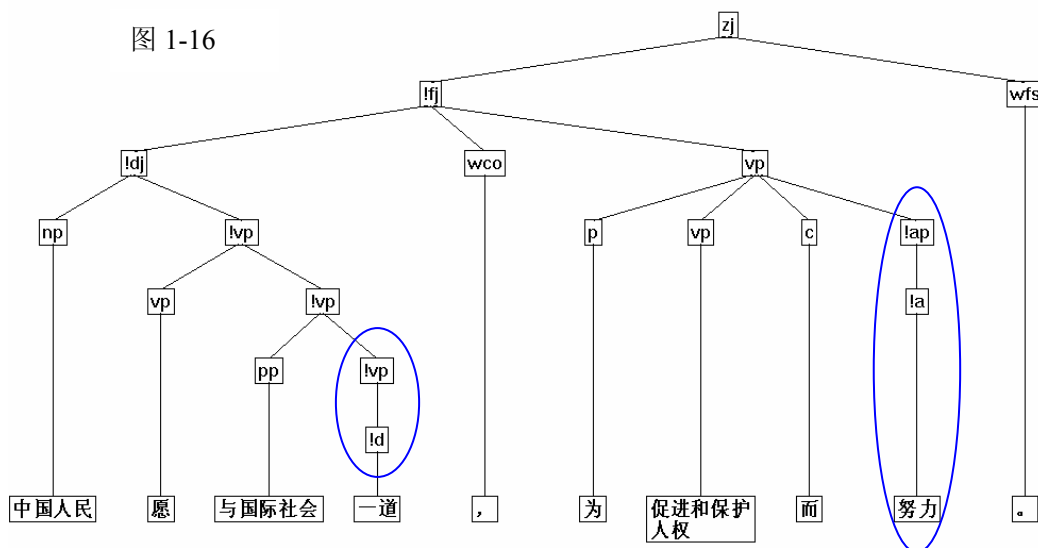 图 1-16
zj
!fj
wfs
!dj
wco
vp
np
!vp
p
vp
c
!ap
vp
!vp
!a
pp
!vp
!d
中国人民
愿
与国际社会
一道
，
为
促进和保护
人权
而
努力
。